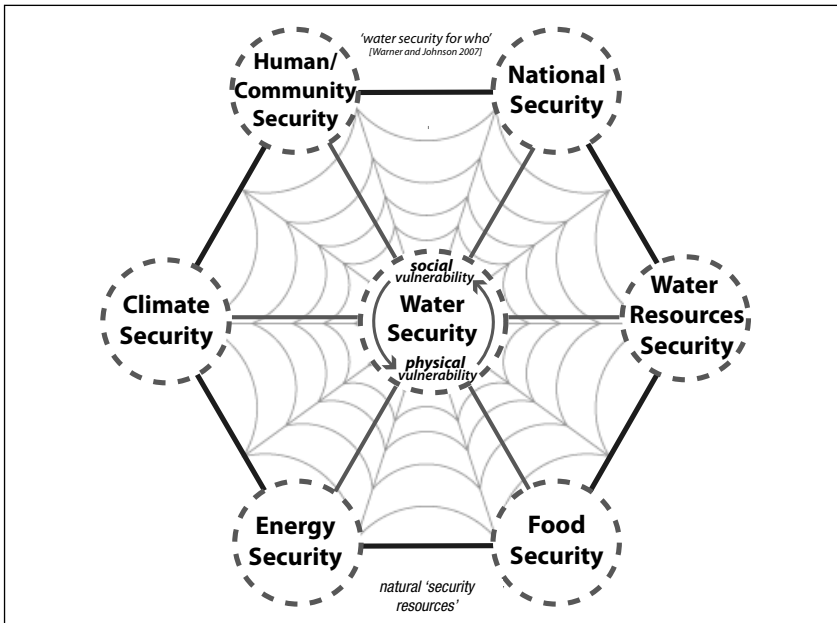 'water security for who'
[Warner and Johnson 2007]
Human/
Community
Security
National
Security
Climate
Security
social
vulnerability
Water
Security
physical
vulnerability
Water
Resources
Security
Energy
Security
Food
Security
natural 'security
resources'